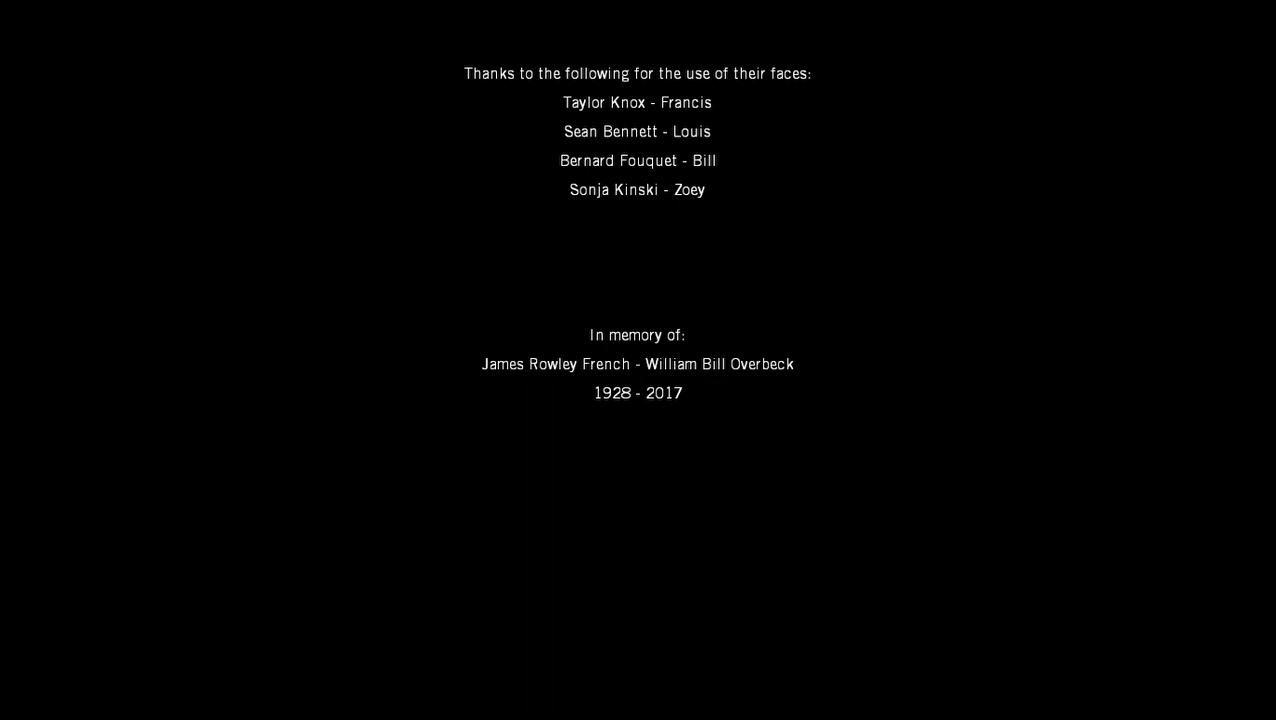 Thanks to the following for the use of their faces:
Taylor Knox - Francis
Sean Bennett - Louis
Bernard Fouquet - Bill
Sonja Kinski - Zoey
In memory of:
James Rowley French - William Bill Overbeck
1928 - 2017